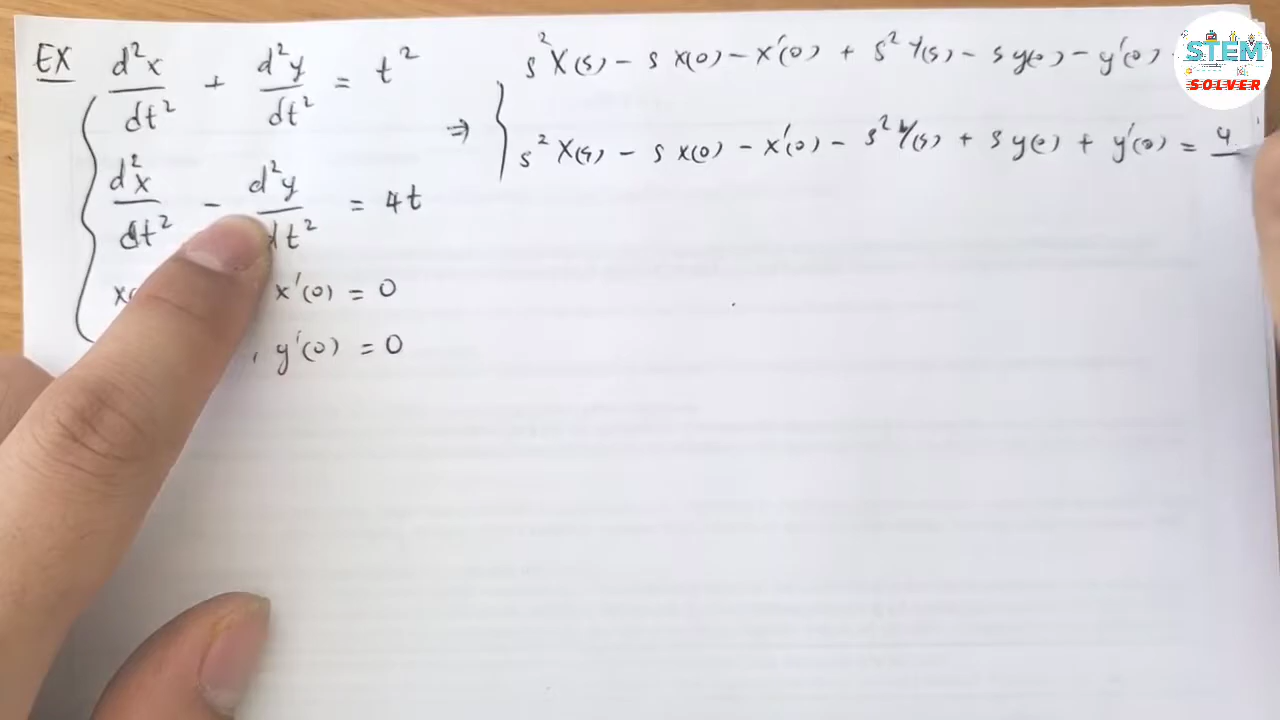 EX d²x/dt² + d²y/dt² = t²
d²x/dt² - d²y/dt² = 4t
x( x'(0) = 0
, y'(0) = 0
s²X(s) - s x(0) - x'(0) + s²Y(s) - s y(0) - y'(0)
⇒ { s²X(s) - s x(0) - x'(0) - s²Y(s) + s y(0) + y'(0) = 4
STEM
SOLVER